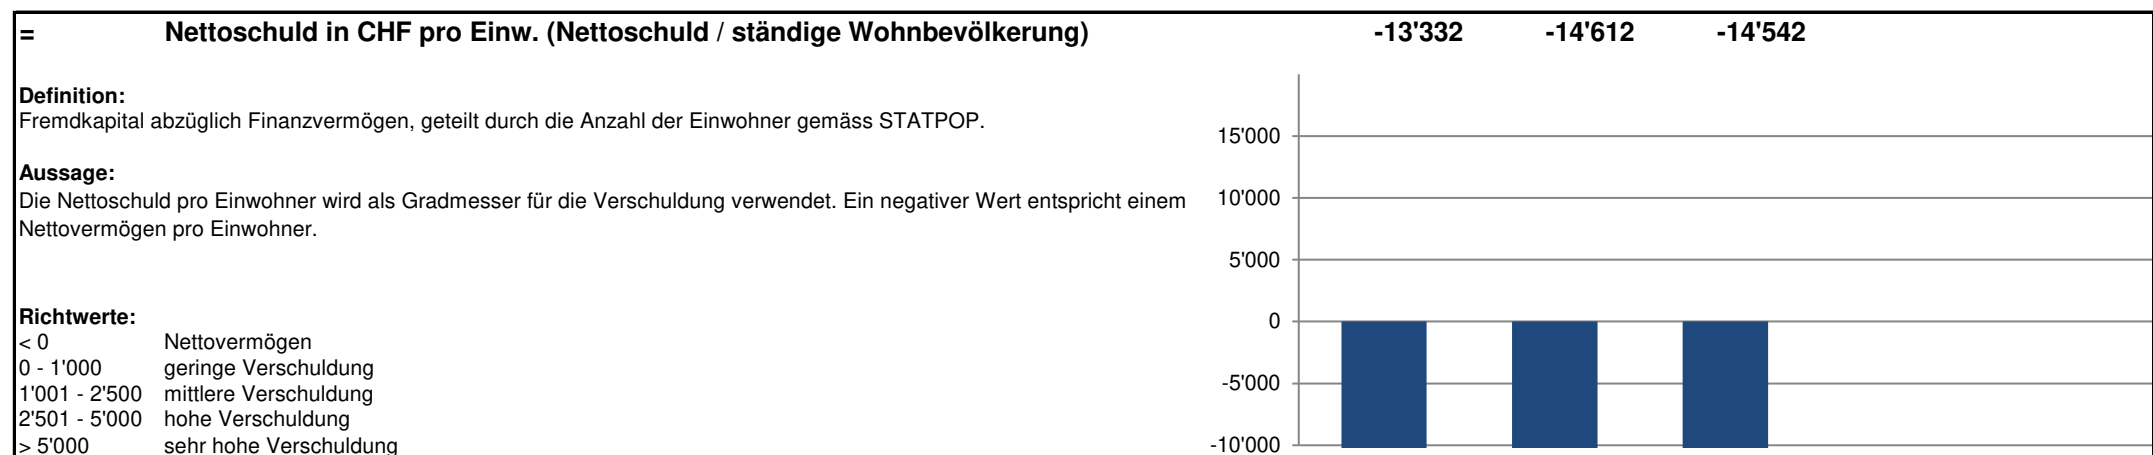 = Nettoschuld in CHF pro Einw. (Nettoschuld / ständige Wohnbevölkerung) -13'332 -14'612 -14'542
Definition:
Fremdkapital abzüglich Finanzvermögen, geteilt durch die Anzahl der Einwohner gemäss STATPOP.
Aussage:
Die Nettoschuld pro Einwohner wird als Gradmesser für die Verschuldung verwendet. Ein negativer Wert entspricht einem
Nettovermögen pro Einwohner.
Richtwerte:
< 0 Nettovermögen
0 - 1'000 geringe Verschuldung
1'001 - 2'500 mittlere Verschuldung
2'501 - 5'000 hohe Verschuldung
> 5'000 sehr hohe Verschuldung
15'000
10'000
5'000
0
-5'000
-10'000